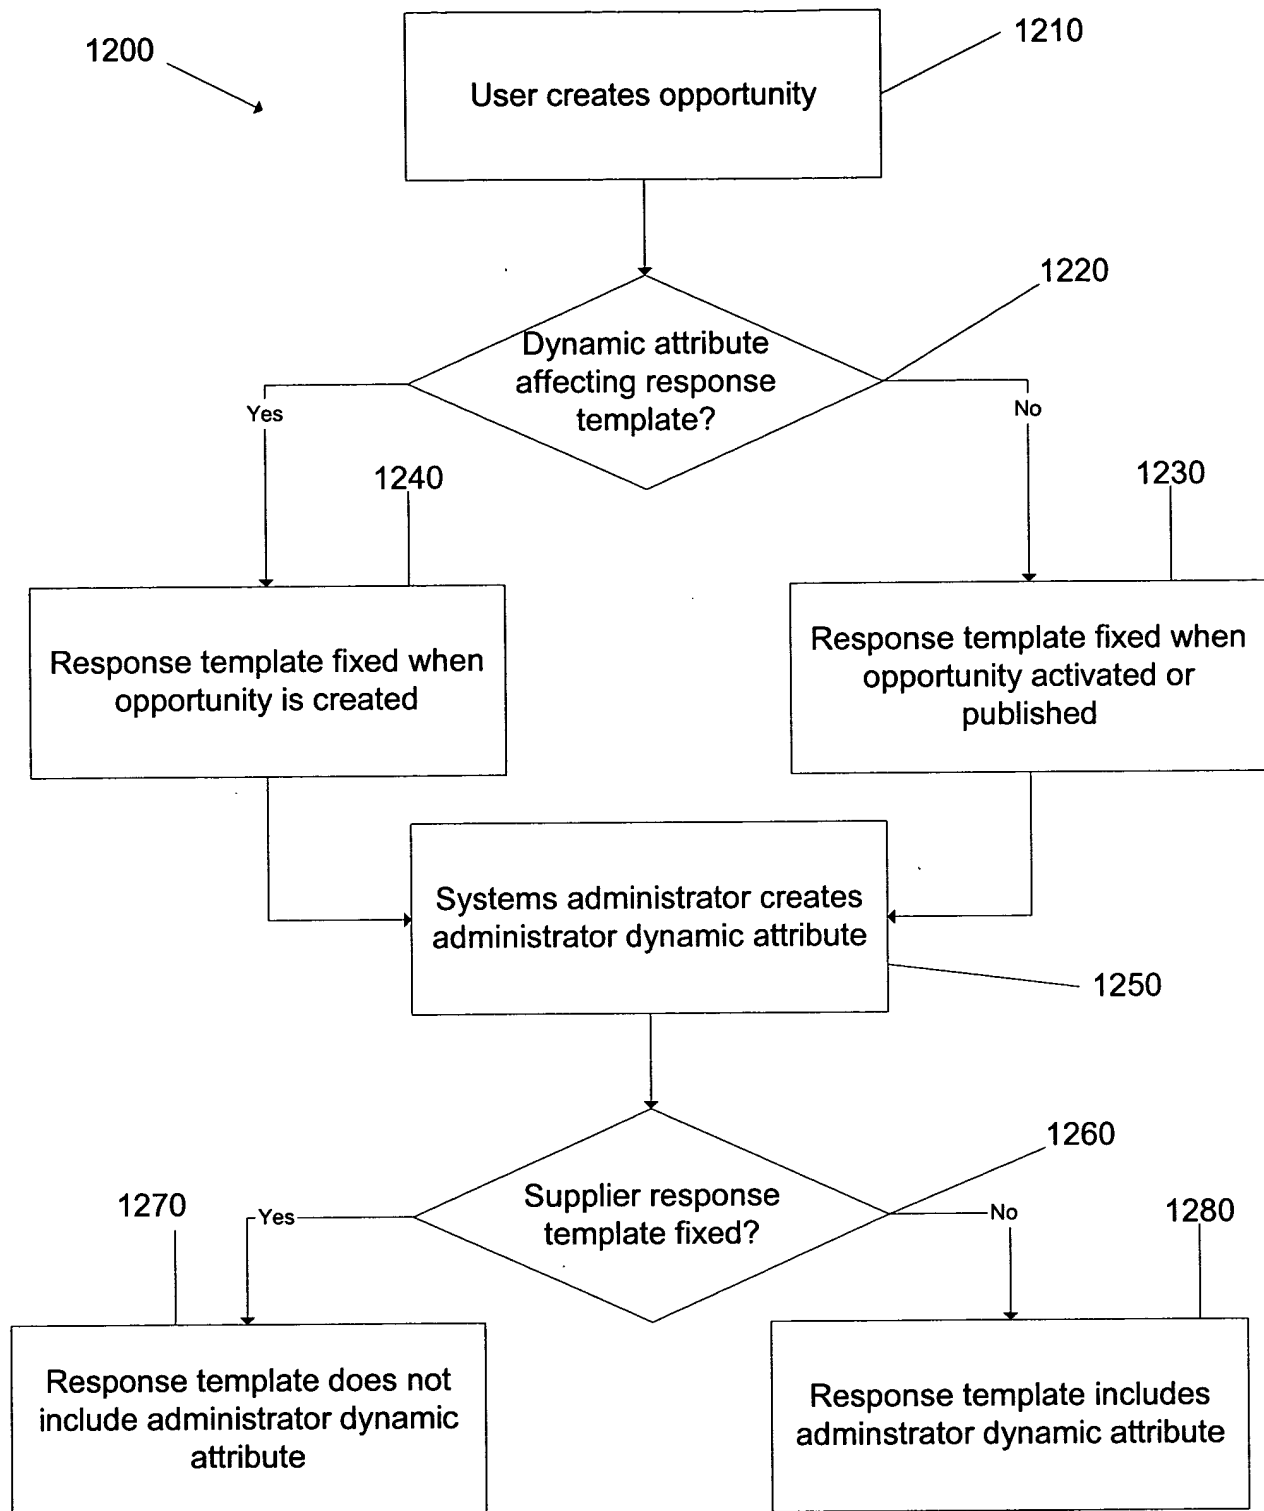 1200
1210
User creates opportunity
1220
Dynamic attribute
affecting response
template?
Yes
No
1240
1230
Response template fixed when
opportunity is created
Response template fixed when
opportunity activated or
published
Systems administrator creates
administrator dynamic attribute
1250
1260
Supplier response
template fixed?
Yes
No
1270
1280
Response template does not
include administrator dynamic
attribute
Response template includes
adminstrator dynamic attribute